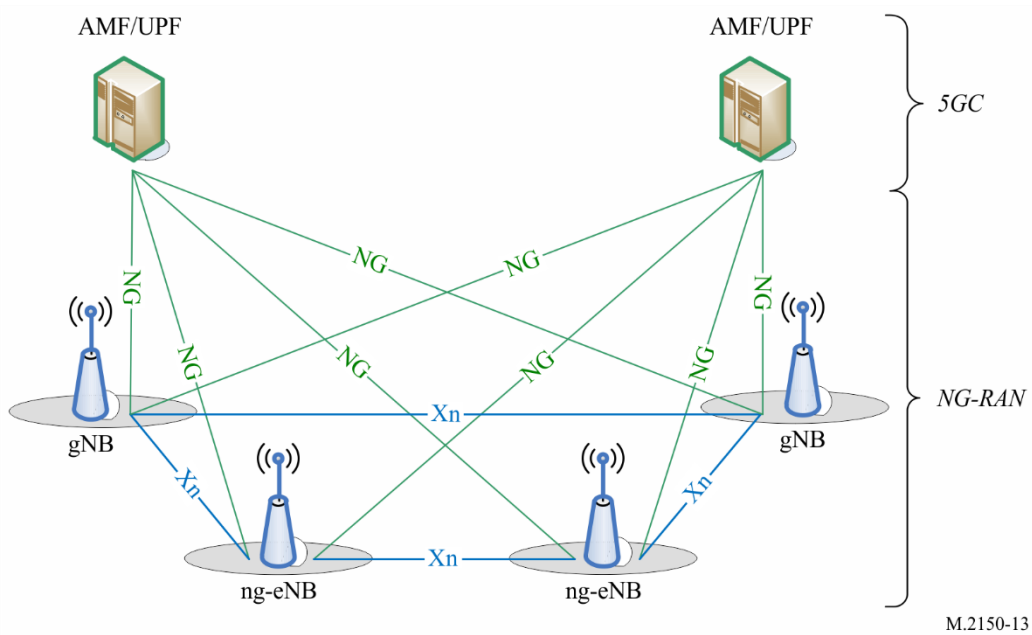 AMF/UPF
AMF/UPF
5GC
NG
NG
NG
NG
NG
NG
NG
NG
NG-RAN
Xn
gNB
gNB
Xn
Xn
Xn
ng-eNB
ng-eNB
M.2150-13